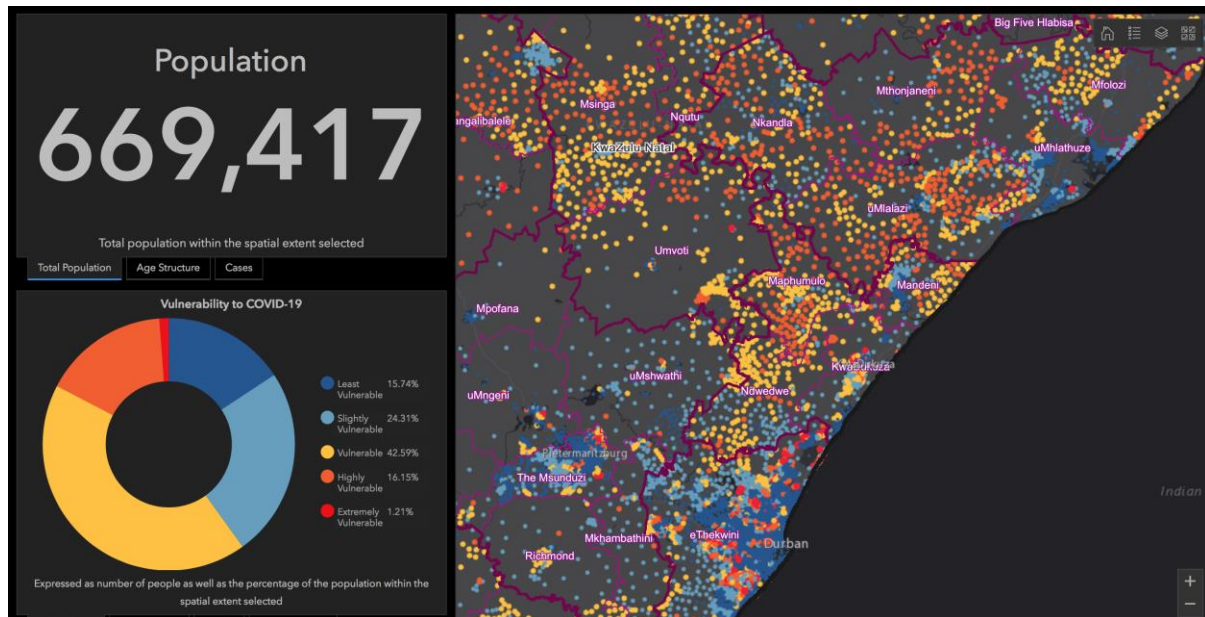 Population
669,417
Total population within the spatial extent selected
Total Population
Age Structure
Cases
Vulnerability to COVID-19
Least 15.74%
Vulnerable
Slightly 24.31%
Vulnerable
Vulnerable 42.59%
Highly 16.15%
Vulnerable
Extremely 1.21%
Vulnerable
Expressed as number of people as well as the percentage of the population within the
spatial extent selected
Big Five Hlabisa
Mfolozi
Mthonjaneni
Msinga
Nqutu
Nkandla
angalibalele
KwaZulu-Natal
uMhlathuze
uMlalazi
Umvoti
Maphumulo
Mandeni
Mpofana
uMshwathi
KwaDukuza
Ndwedwe
uMngeni
Pietermaritzburg
The Msunduzi
Indian
Mkhambathini
eThekwini
Durban
Richmond
+
−